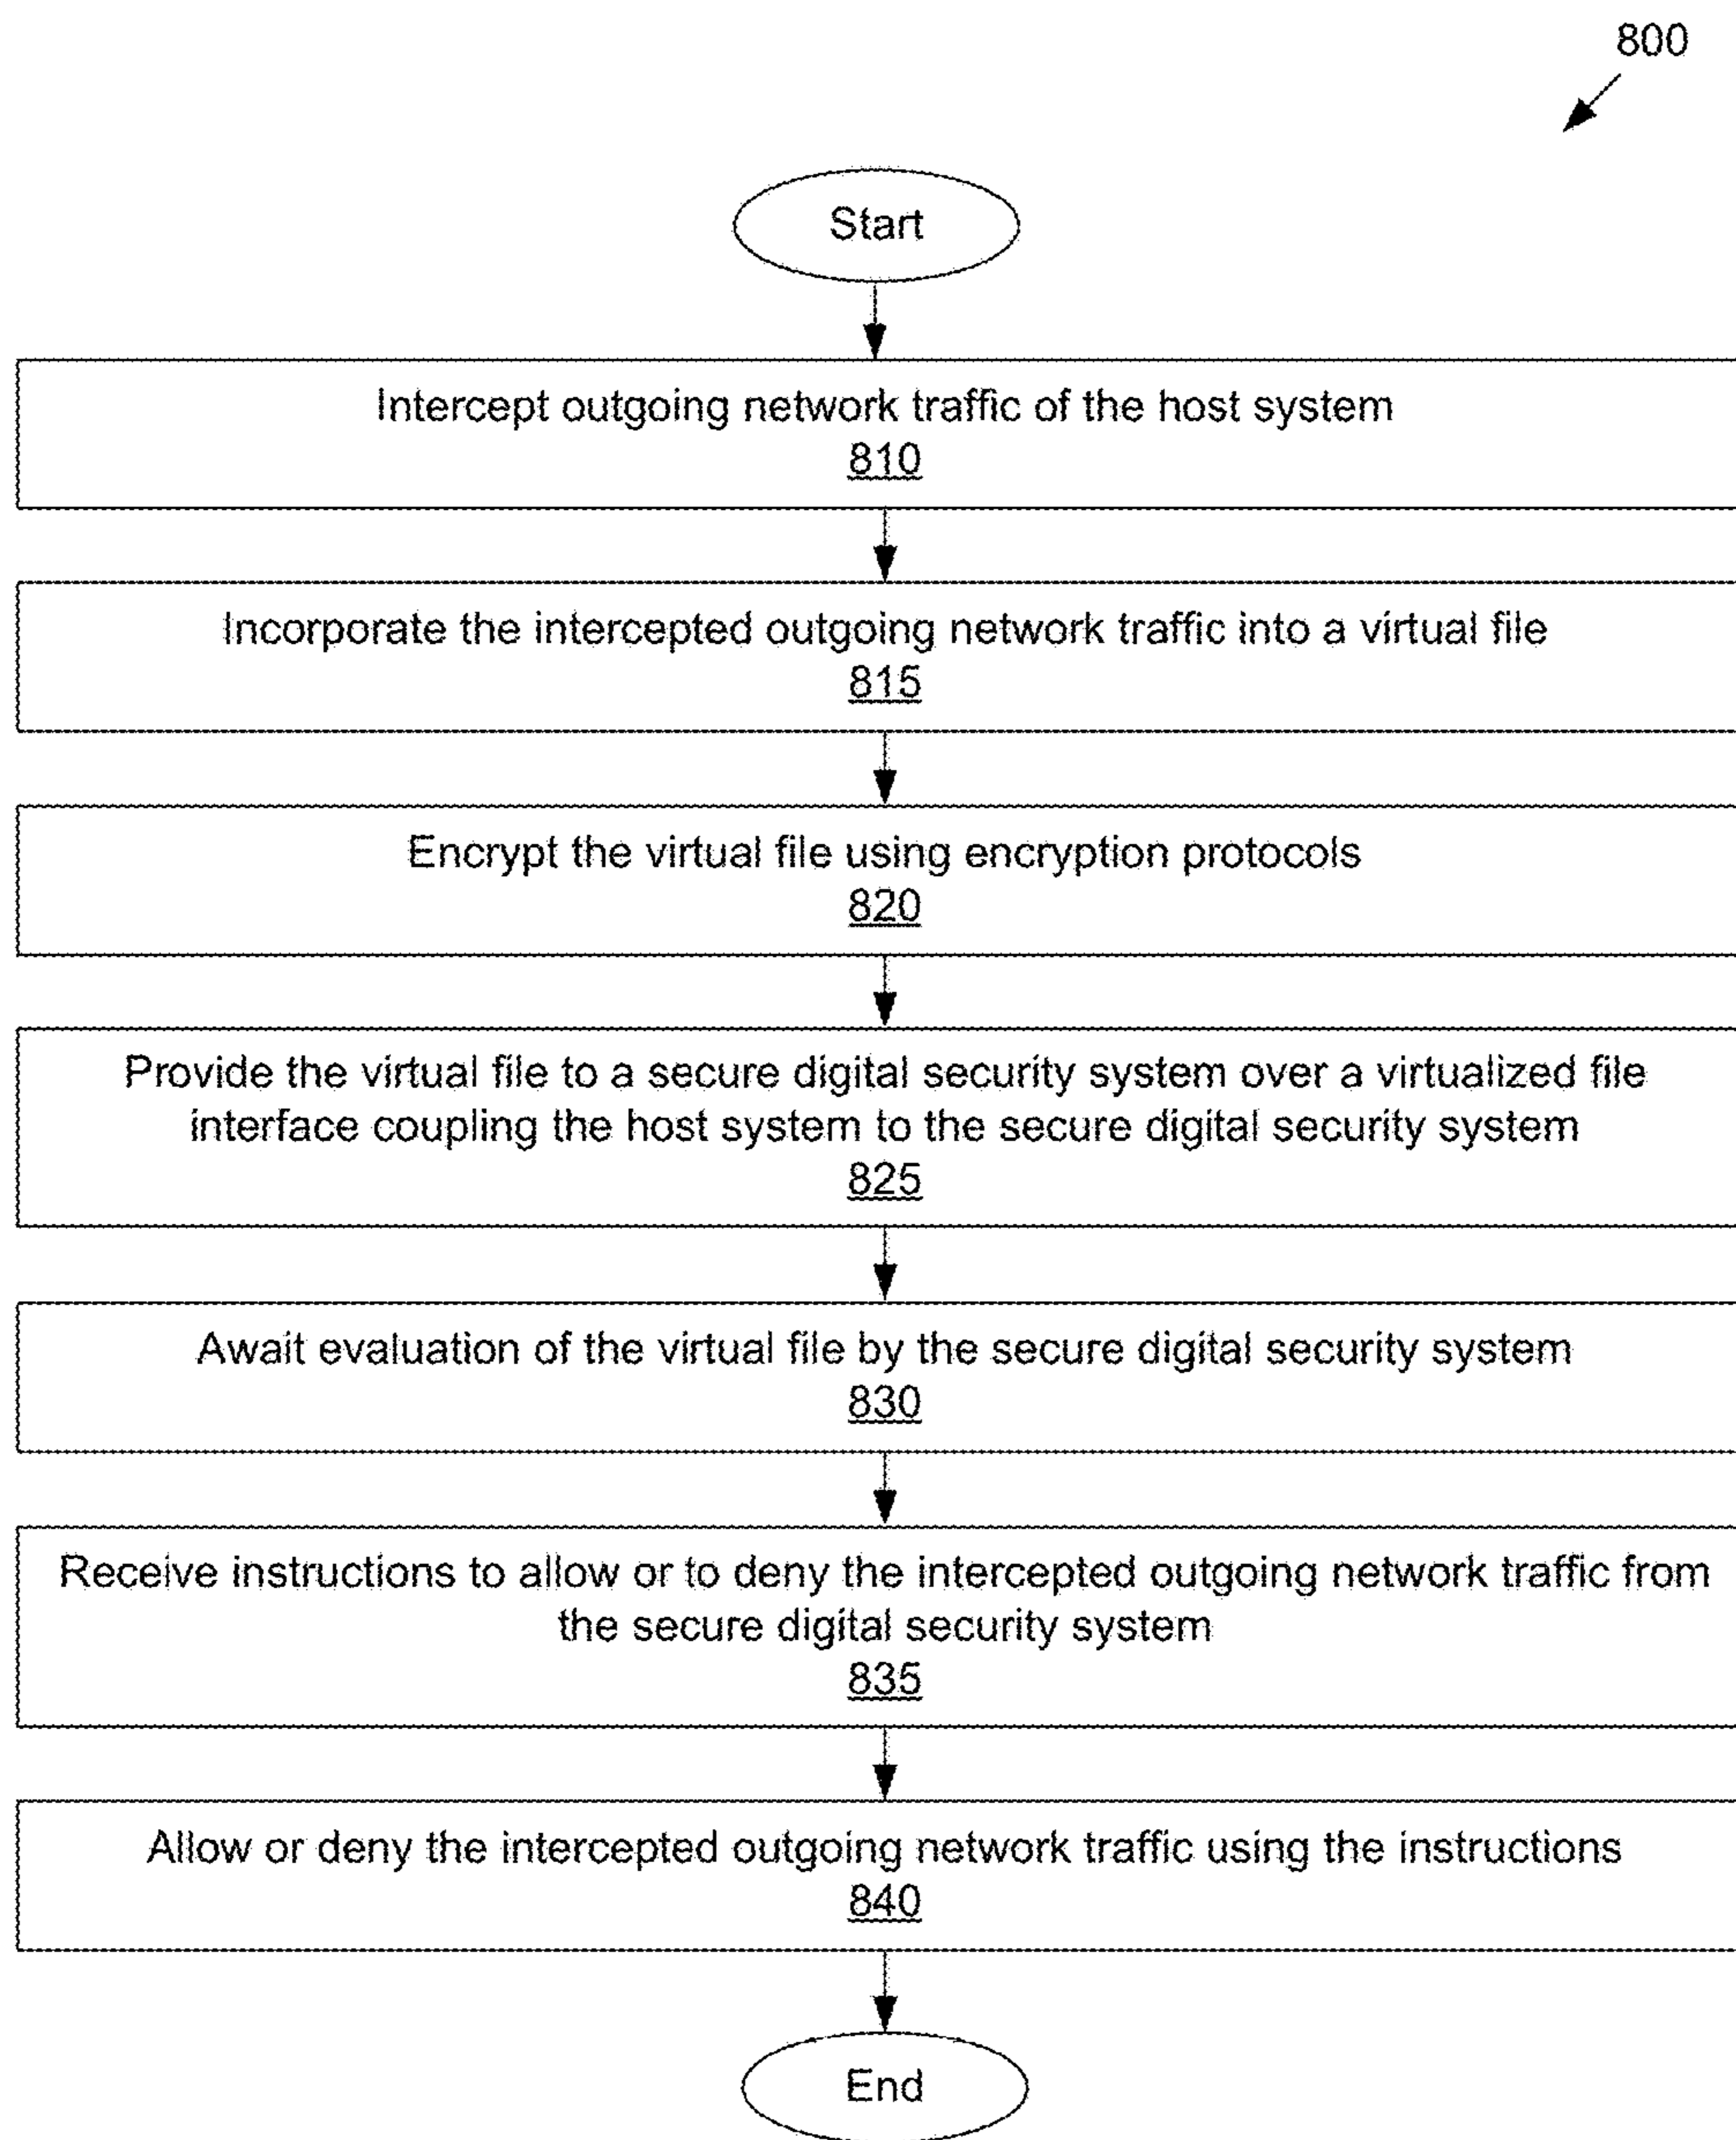 800
Start
Intercept outgoing network traffic of the host system
810
Incorporate the intercepted outgoing network traffic into a virtual file
815
Encrypt the virtual file using encryption protocols
820
Provide the virtual file to a secure digital security system over a virtualized file
interface coupling the host system to the secure digital security system
825
Await evaluation of the virtual file by the secure digital security system
830
Receive instructions to allow or to deny the intercepted outgoing network traffic from
the secure digital security system
835
Allow or deny the intercepted outgoing network traffic using the instructions
840
End